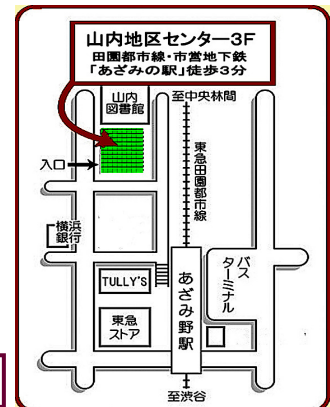 山内地区センター3F
田園都市線・市営地下鉄
「あざみの駅」徒歩3分
山内
図書館
至中央林間
入口
東急田園都市線
横浜
銀行
TULLY'S
あざみ野駅
バス
ターミナル
東急
ストア
至渋谷